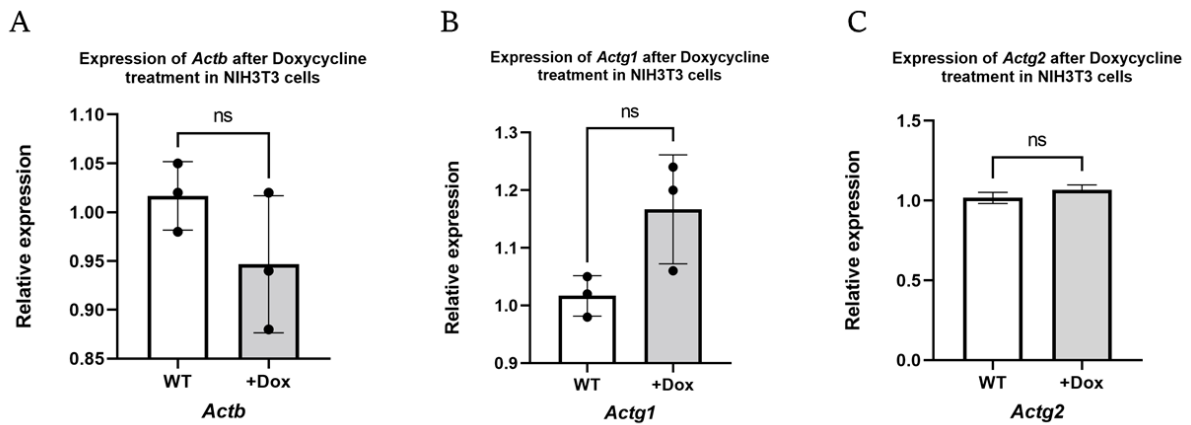 A
Expression of Actb after Doxycycline
treatment in NIH3T3 cells
ns
Relative expression
1.10
1.05
1.00
0.95
0.90
0.85
WT
+Dox
Actb
B
Expression of Actg1 after Doxycycline
treatment in NIH3T3 cells
ns
Relative expression
1.3
1.2
1.1
1.0
0.9
WT
+Dox
Actg1
C
Expression of Actg2 after Doxycycline
treatment in NIH3T3 cells
ns
Relative expression
1.5
1.0
0.5
0.0
WT
+Dox
Actg2